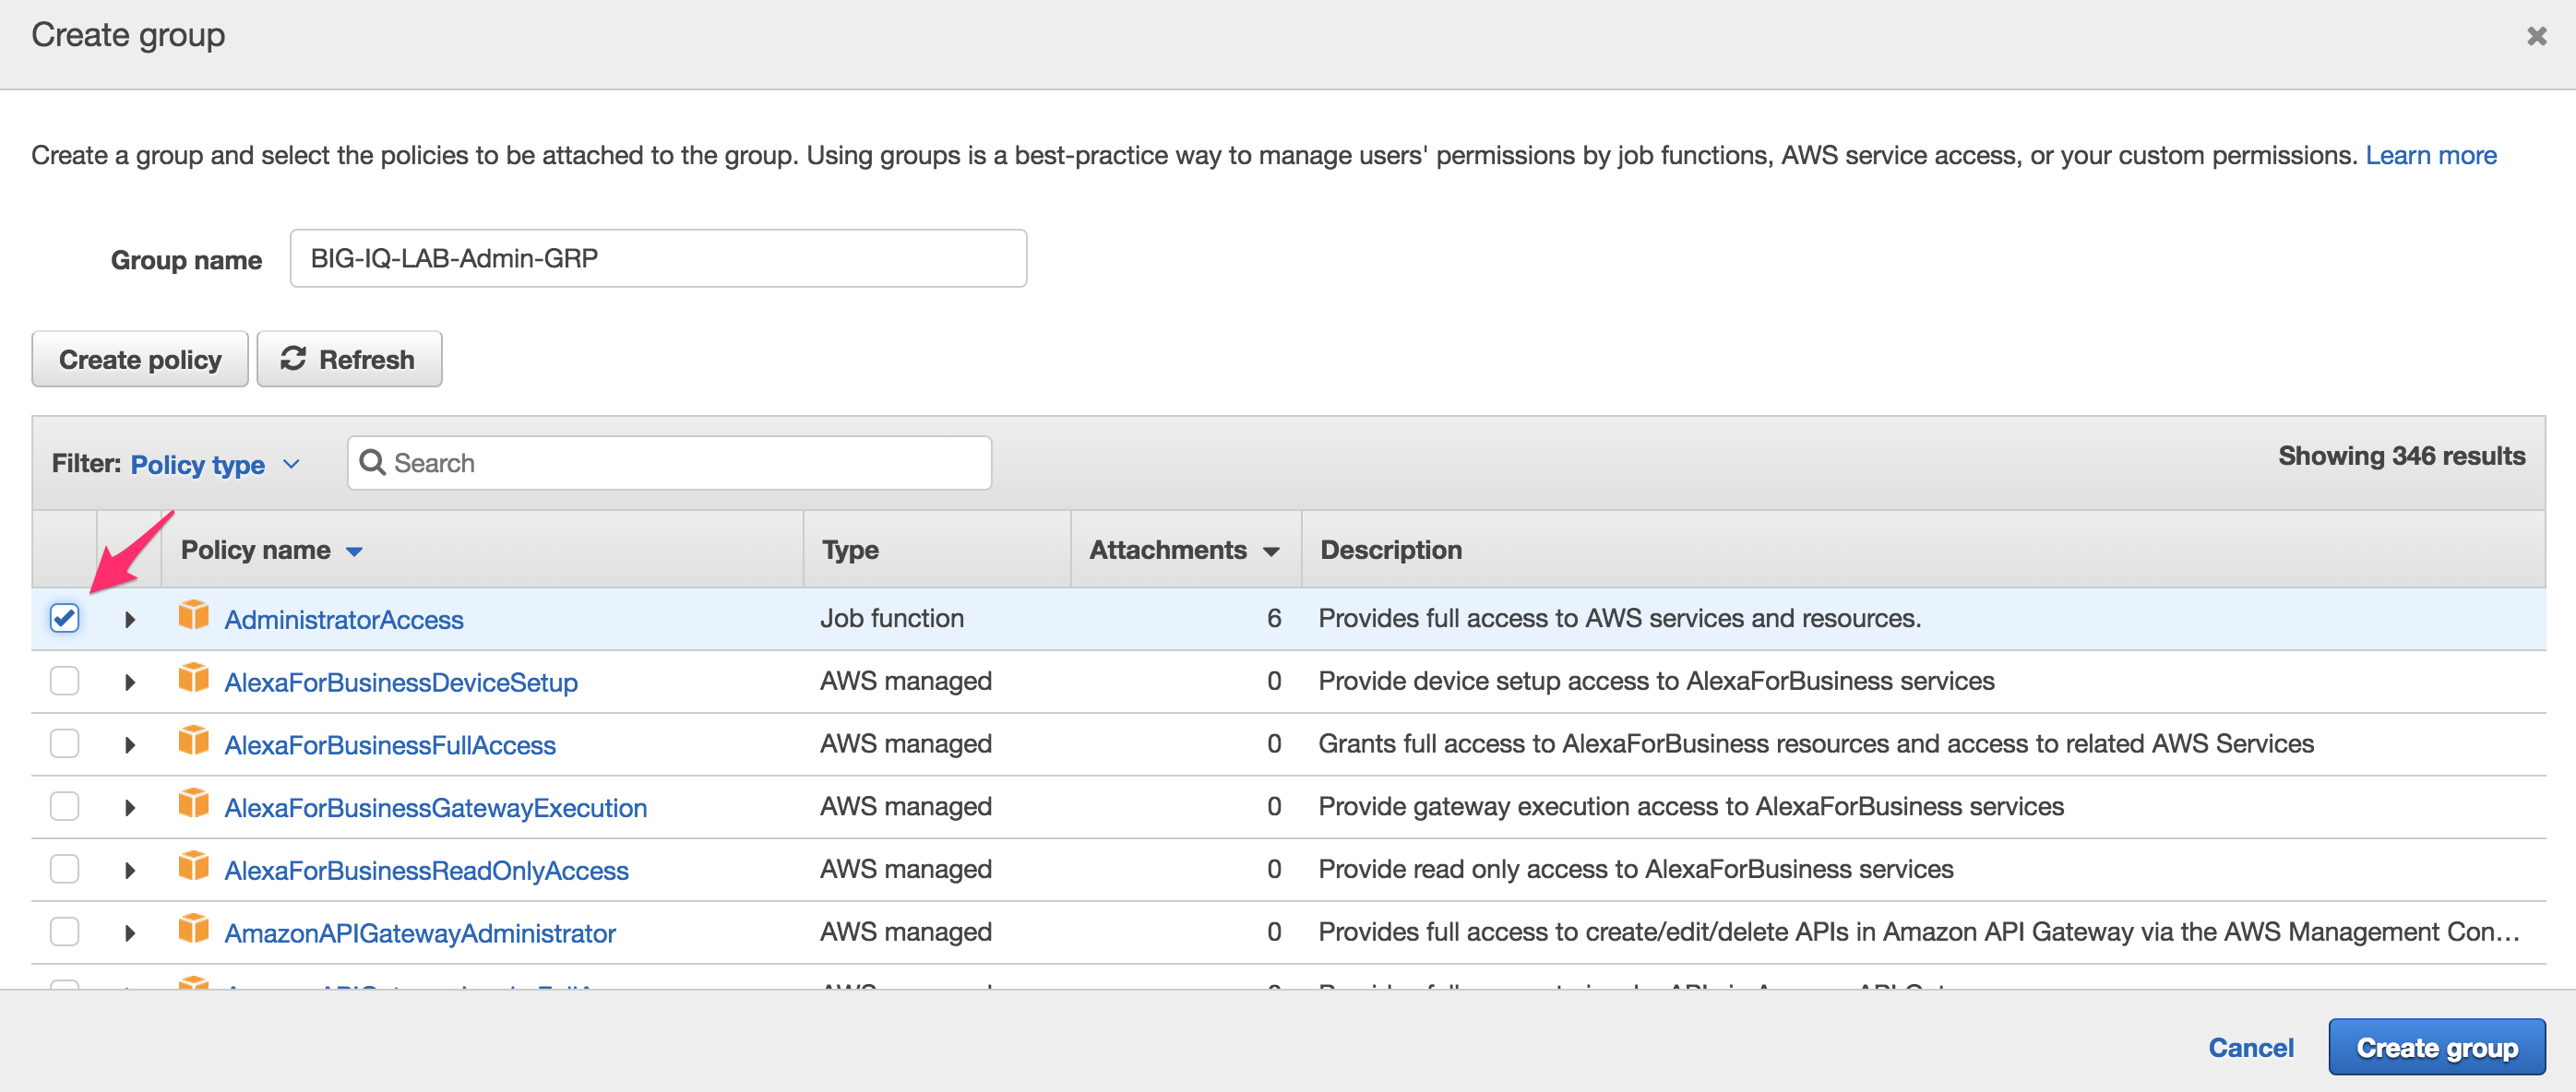 Create group
Create a group and select the policies to be attached to the group. Using groups is a best-practice way to manage users' permissions by job functions, AWS service access, or your custom permissions. Learn more
Group name BIG-IQ-LAB-Admin-GRP
Create policy Refresh
Filter: Policy type Search Showing 346 results
Policy name Type Attachments Description
AdministratorAccess Job function 6 Provides full access to AWS services and resources.
AlexaForBusinessDeviceSetup AWS managed 0 Provide device setup access to AlexaForBusiness services
AlexaForBusinessFullAccess AWS managed 0 Grants full access to AlexaForBusiness resources and access to related AWS Services
AlexaForBusinessGatewayExecution AWS managed 0 Provide gateway execution access to AlexaForBusiness services
AlexaForBusinessReadOnlyAccess AWS managed 0 Provide read only access to AlexaForBusiness services
AmazonAPIGatewayAdministrator AWS managed 0 Provides full access to create/edit/delete APIs in Amazon API Gateway via the AWS Management Con...
Cancel Create group